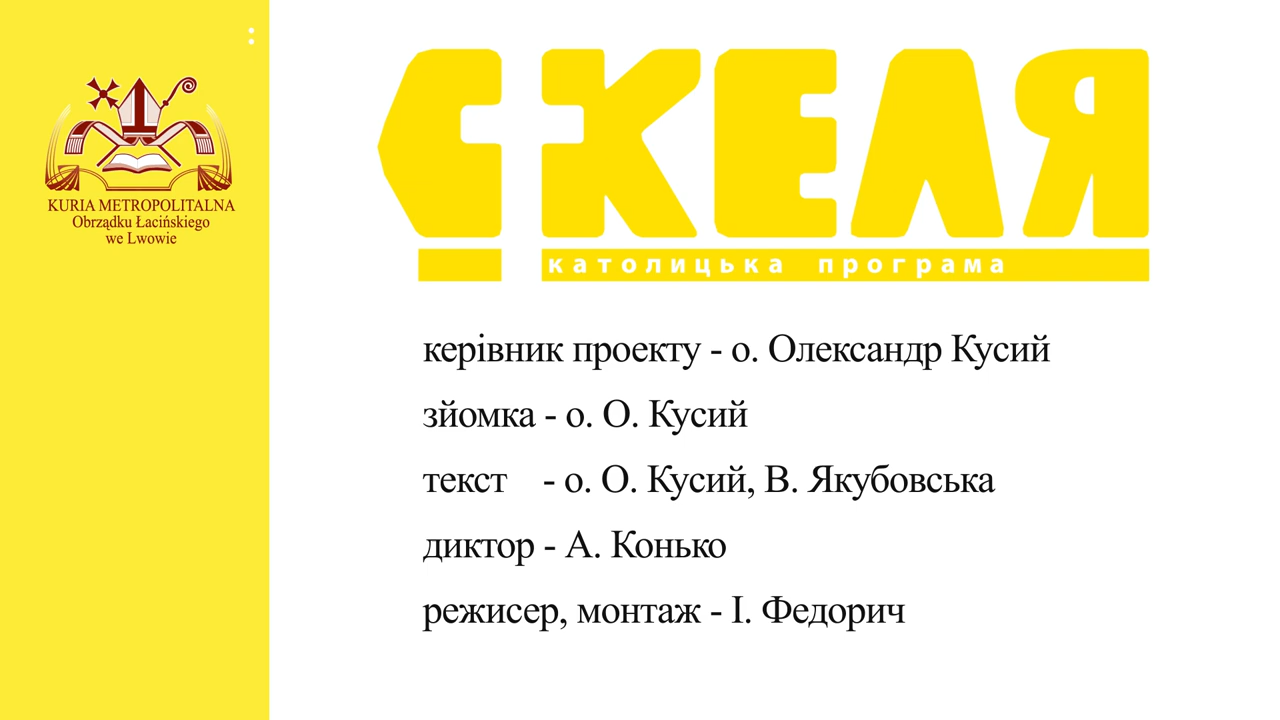 KURIA METROPOLITALNA
Obrządku Łacińskiego
we Lwowie
СКЕЛЯ
католицька програма
керівник проекту - о. Олександр Кусий
зйомка - о. О. Кусий
текст - о. О. Кусий, В. Якубовська
диктор - А. Конько
режисер, монтаж - І. Федорич